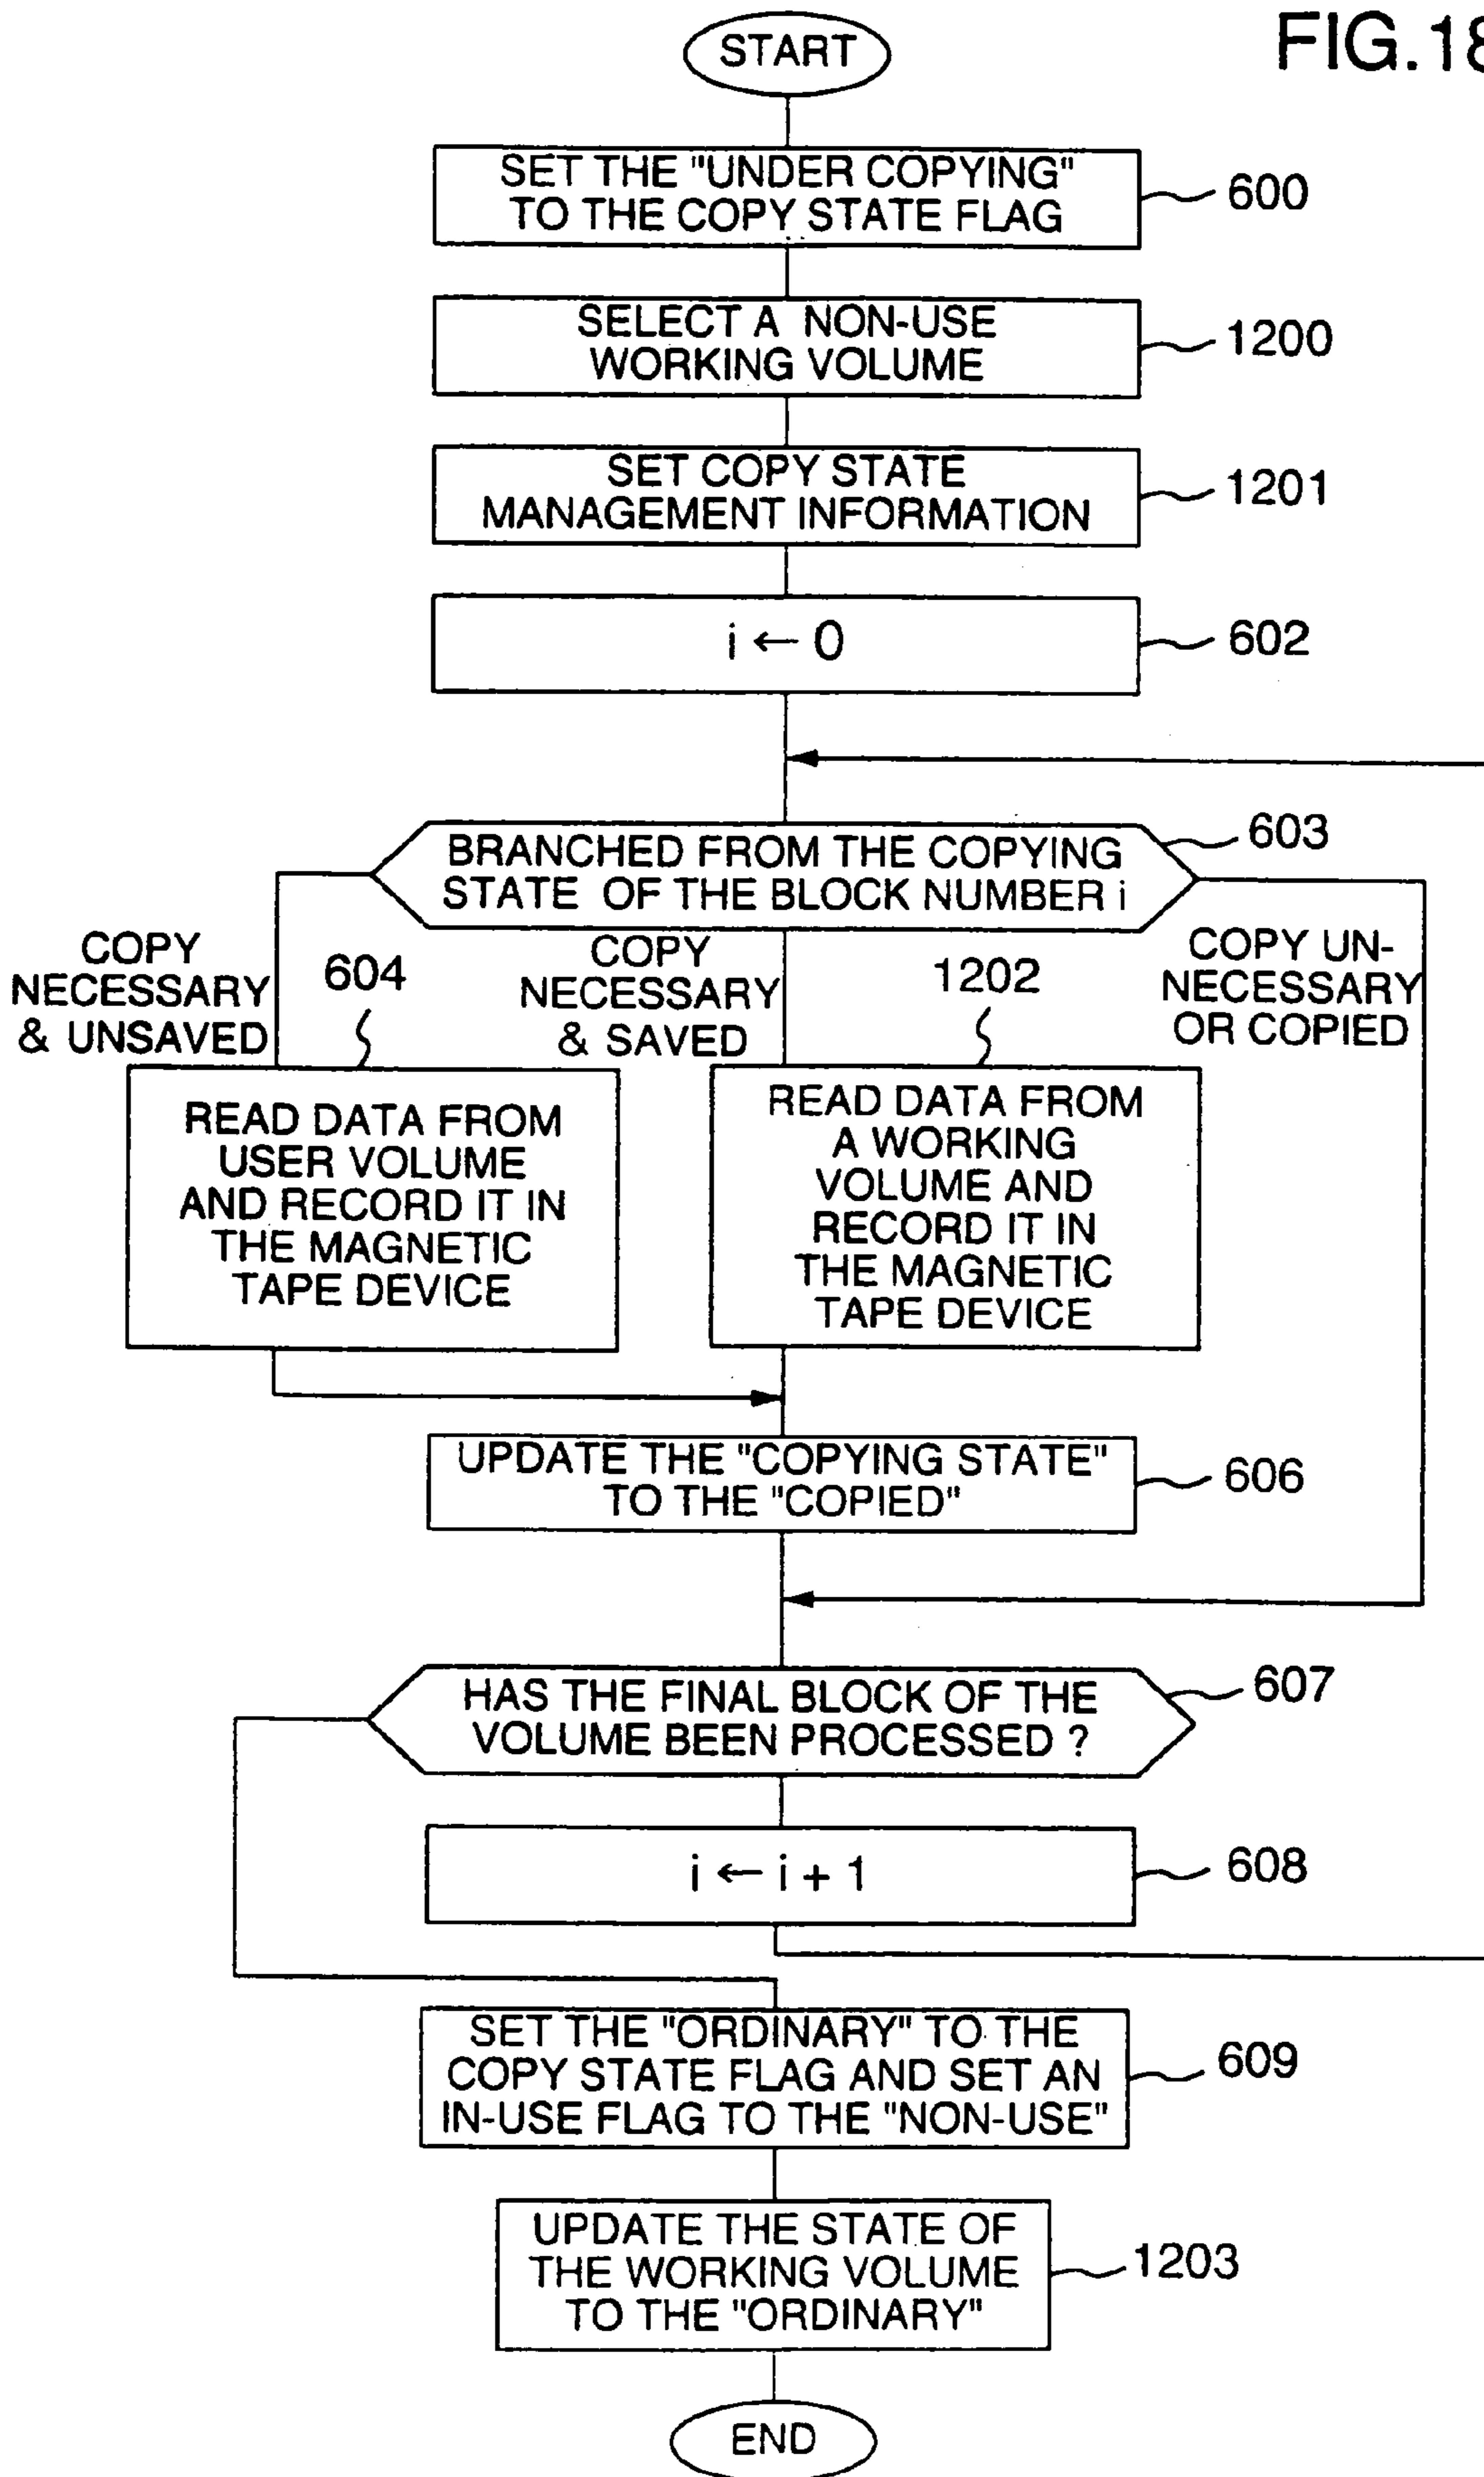 FIG.18
START
SET THE "UNDER COPYING"
TO THE COPY STATE FLAG
600
SELECT A NON-USE
WORKING VOLUME
1200
SET COPY STATE
MANAGEMENT INFORMATION
1201
i ← 0
602
BRANCHED FROM THE COPYING
STATE OF THE BLOCK NUMBER i
603
COPY
NECESSARY
& UNSAVED
604
COPY
NECESSARY
& SAVED
1202
COPY UN-
NECESSARY
OR COPIED
READ DATA FROM
USER VOLUME
AND RECORD IT IN
THE MAGNETIC
TAPE DEVICE
READ DATA FROM
A WORKING
VOLUME AND
RECORD IT IN
THE MAGNETIC
TAPE DEVICE
UPDATE THE "COPYING STATE"
TO THE "COPIED"
606
HAS THE FINAL BLOCK OF THE
VOLUME BEEN PROCESSED ?
607
i ← i + 1
608
SET THE "ORDINARY" TO THE
COPY STATE FLAG AND SET AN
IN-USE FLAG TO THE "NON-USE"
609
UPDATE THE STATE OF
THE WORKING VOLUME
TO THE "ORDINARY"
1203
END